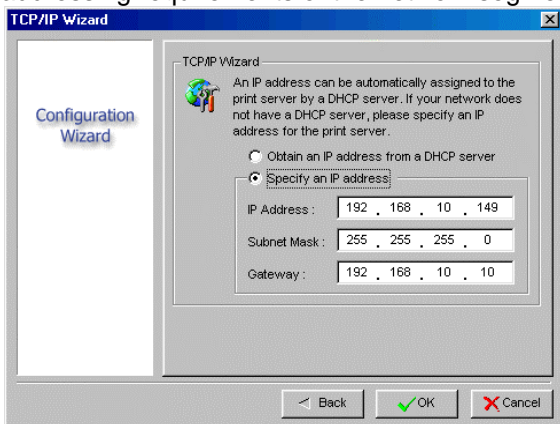 TCP/IP Wizard
Configuration
Wizard
TCP/IP Wizard
An IP address can be automatically assigned to the
print server by a DHCP server. If your network does
not have a DHCP server, please specify an IP
address for the print server.
Obtain an IP address from a DHCP server
Specify an IP address
IP Address : 192 . 168 . 10 . 149
Subnet Mask : 255 . 255 . 255 . 0
Gateway : 192 . 168 . 10 . 10
Back OK Cancel